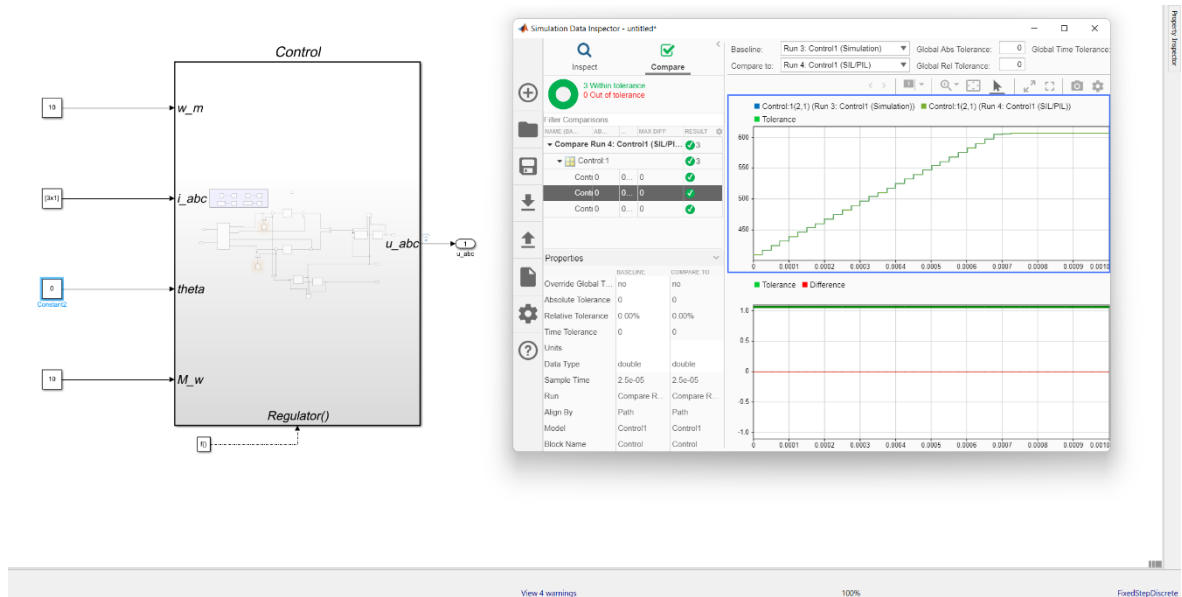 Control
10
w_m
[3x1]
i_abc
u_abc
1
u_abc
0
theta
Constant2
10
M_w
Regulator()
f()
Simulation Data Inspector - untitled*
Inspect
Compare
3 Within tolerance
0 Out of tolerance
Filter Comparisons
NAME (BA... AB... ... MAX DIFF RESULT
Compare Run 4: Control1 (SIL/PI... 3
Control:1 3
Conti 0 0... 0
Conti 0 0... 0
Conti 0 0... 0
Properties
BASELINE COMPARE TO
Override Global T... no no
Absolute Tolerance 0 0
Relative Tolerance 0.00% 0.00%
Time Tolerance 0 0
Units
Data Type double double
Sample Time 2.5e-05 2.5e-05
Run Compare R... Compare R...
Align By Path Path
Model Control1 Control1
Block Name Control Control
Baseline: Run 3: Control1 (Simulation) Global Abs Tolerance: 0 Global Time Tolerance:
Compare to: Run 4: Control1 (SIL/PIL) Global Rel Tolerance: 0
Control:1(2,1) (Run 3: Control1 (Simulation)) Control:1(2,1) (Run 4: Control1 (SIL/PIL))
Tolerance
600
550
500
450
0 0.0001 0.0002 0.0003 0.0004 0.0005 0.0006 0.0007 0.0008 0.0009 0.0010
Tolerance Difference
1.0
0.5
0
-0.5
-1.0
0 0.0001 0.0002 0.0003 0.0004 0.0005 0.0006 0.0007 0.0008 0.0009 0.0010
Property Inspector
View 4 warnings 100% FixedStepDiscrete